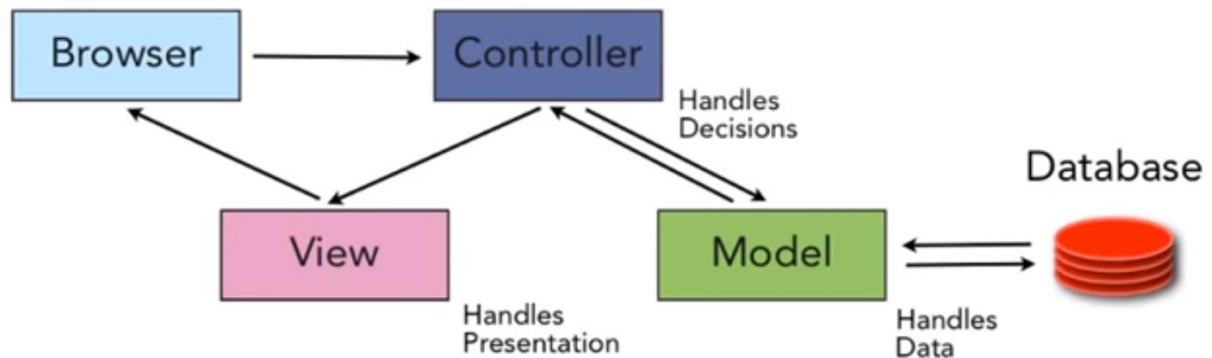 Browser
Controller
Handles
Decisions
Database
View
Model
Handles
Presentation
Handles
Data